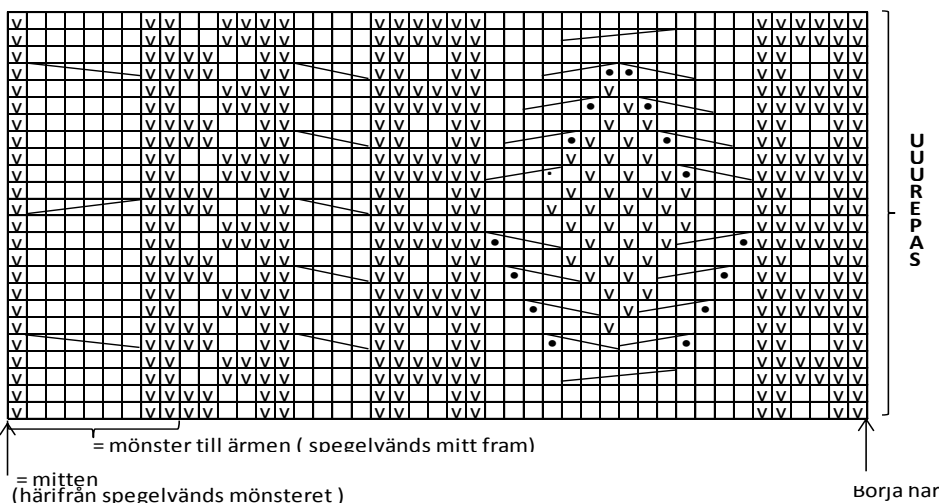 UUUREPAS
= mönster till ärmen ( spegelvänds mitt fram)
= mitten
(härifrån spegelvänds mönsteret )
Börja här